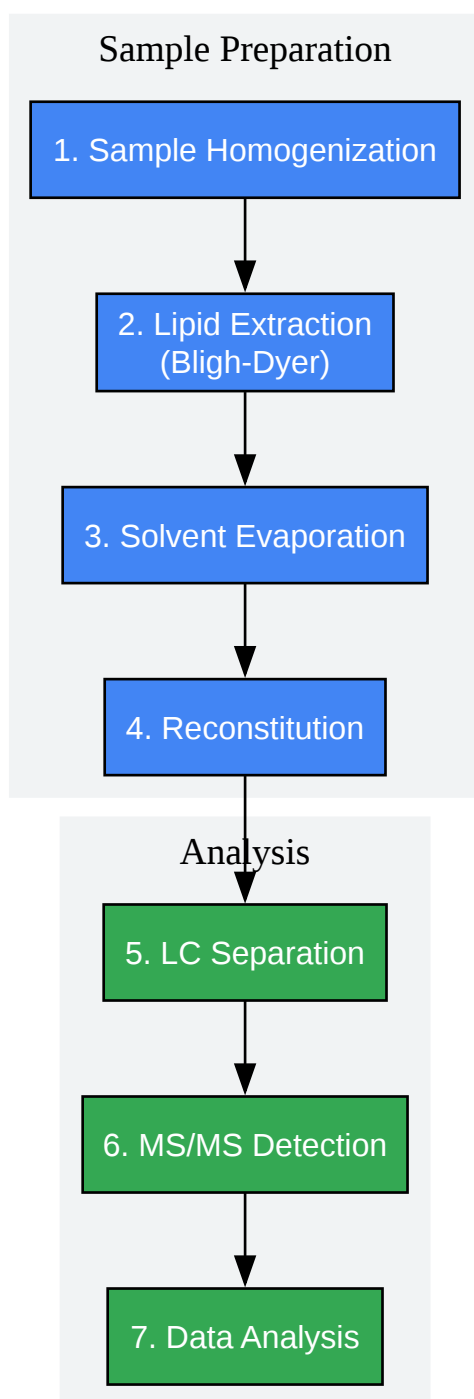 Sample Preparation
1. Sample Homogenization
2. Lipid Extraction
(Bligh-Dyer)
3. Solvent Evaporation
4. Reconstitution
Analysis
5. LC Separation
6. MS/MS Detection
7. Data Analysis